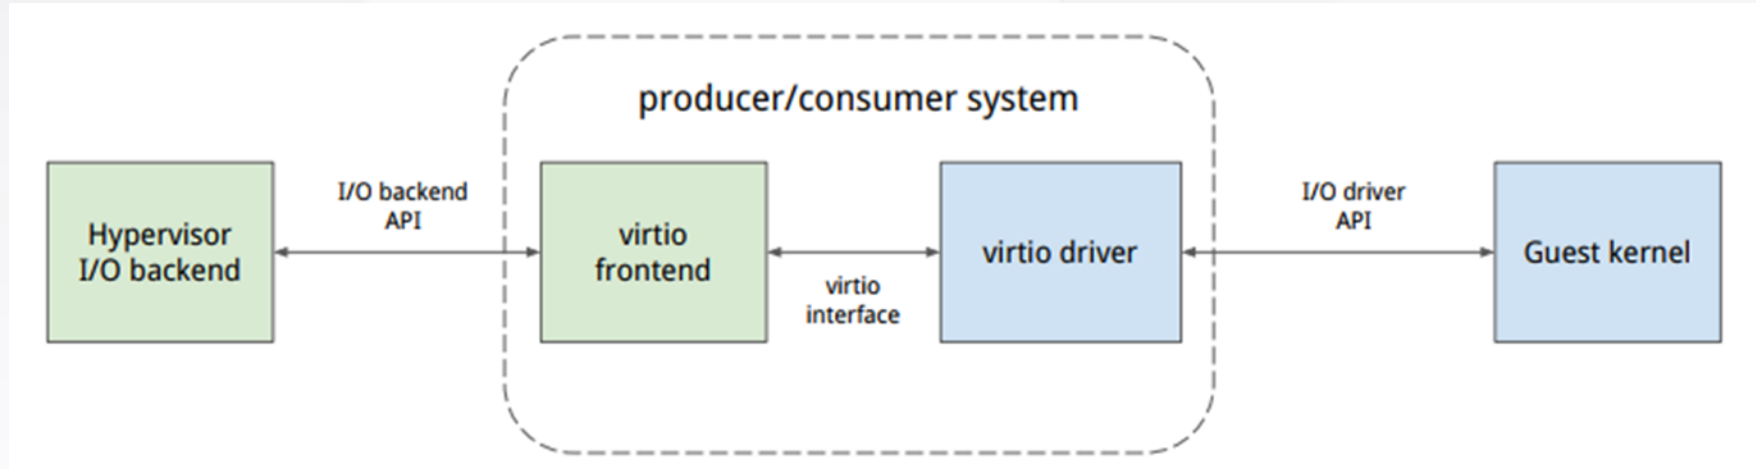 producer/consumer system
Hypervisor
I/O backend
I/O backend
API
virtio
frontend
virtio
interface
virtio driver
I/O driver
API
Guest kernel